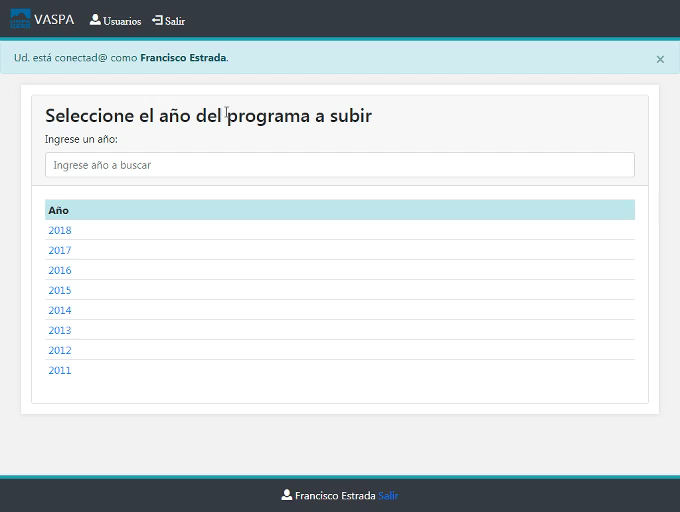 VASPA Usuarios Salir
Ud. está conectad@ como Francisco Estrada. ×
Seleccione el año del programa a subir
Ingrese un año:
Ingrese año a buscar
Año
2018
2017
2016
2015
2014
2013
2012
2011
Francisco Estrada Salir